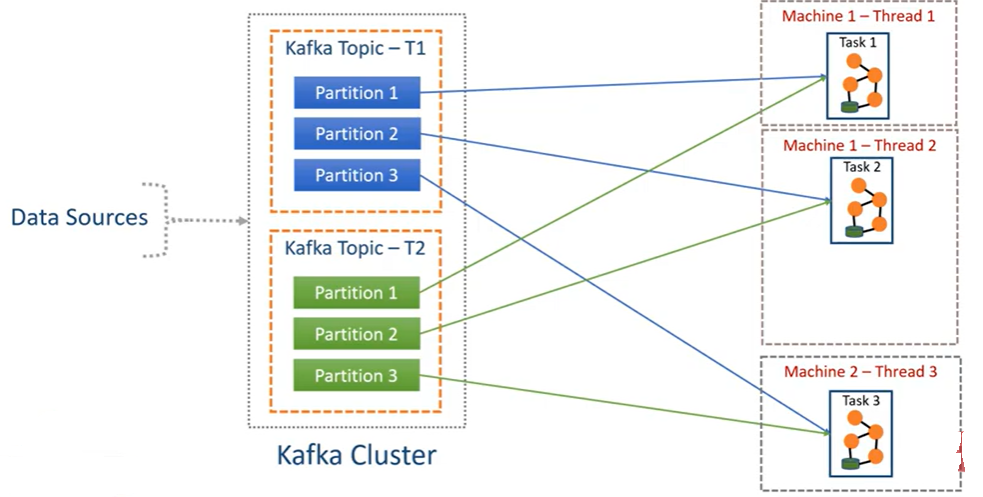 Data Sources
Kafka Topic – T1
Partition 1
Partition 2
Partition 3
Kafka Topic – T2
Partition 1
Partition 2
Partition 3
Kafka Cluster
Machine 1 – Thread 1
Task 1
Machine 1 – Thread 2
Task 2
Machine 2 – Thread 3
Task 3